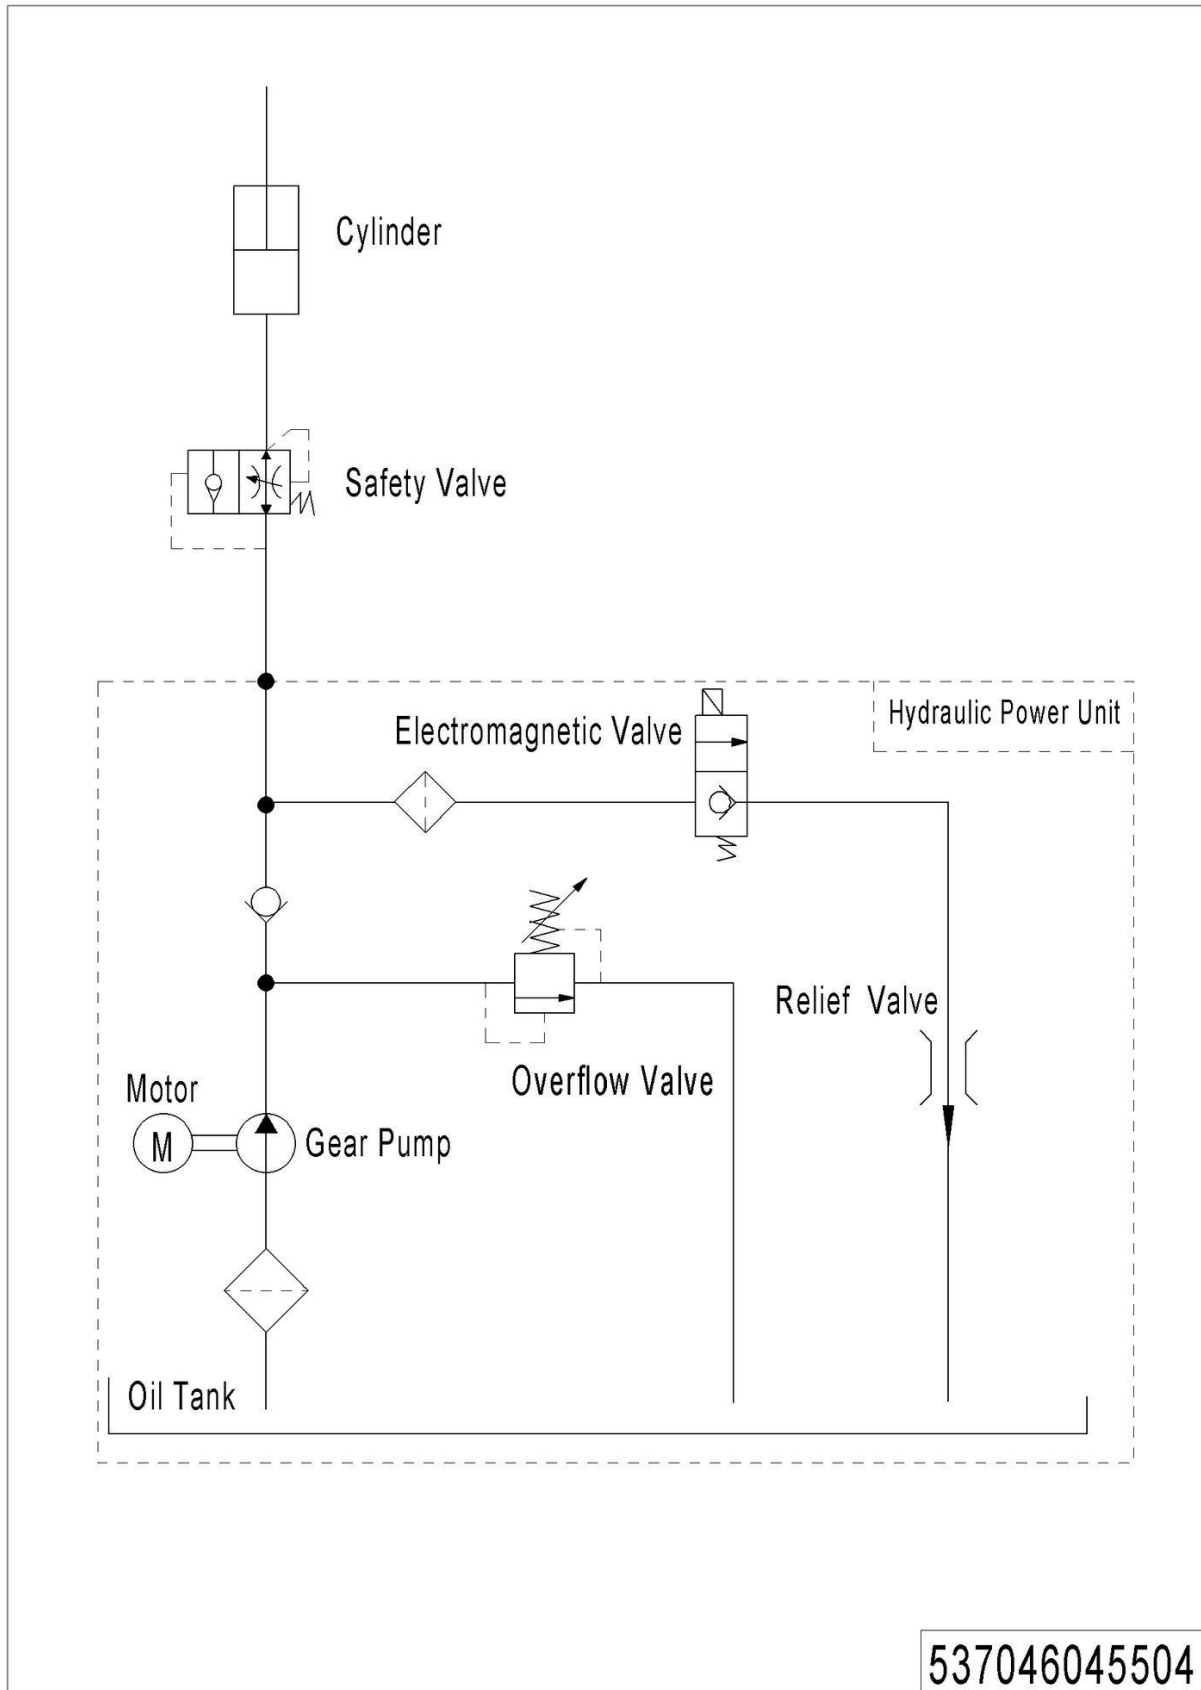 Cylinder
Safety Valve
Hydraulic Power Unit
Electromagnetic Valve
Relief Valve
Overflow Valve
Motor
M
Gear Pump
Oil Tank
537046045504